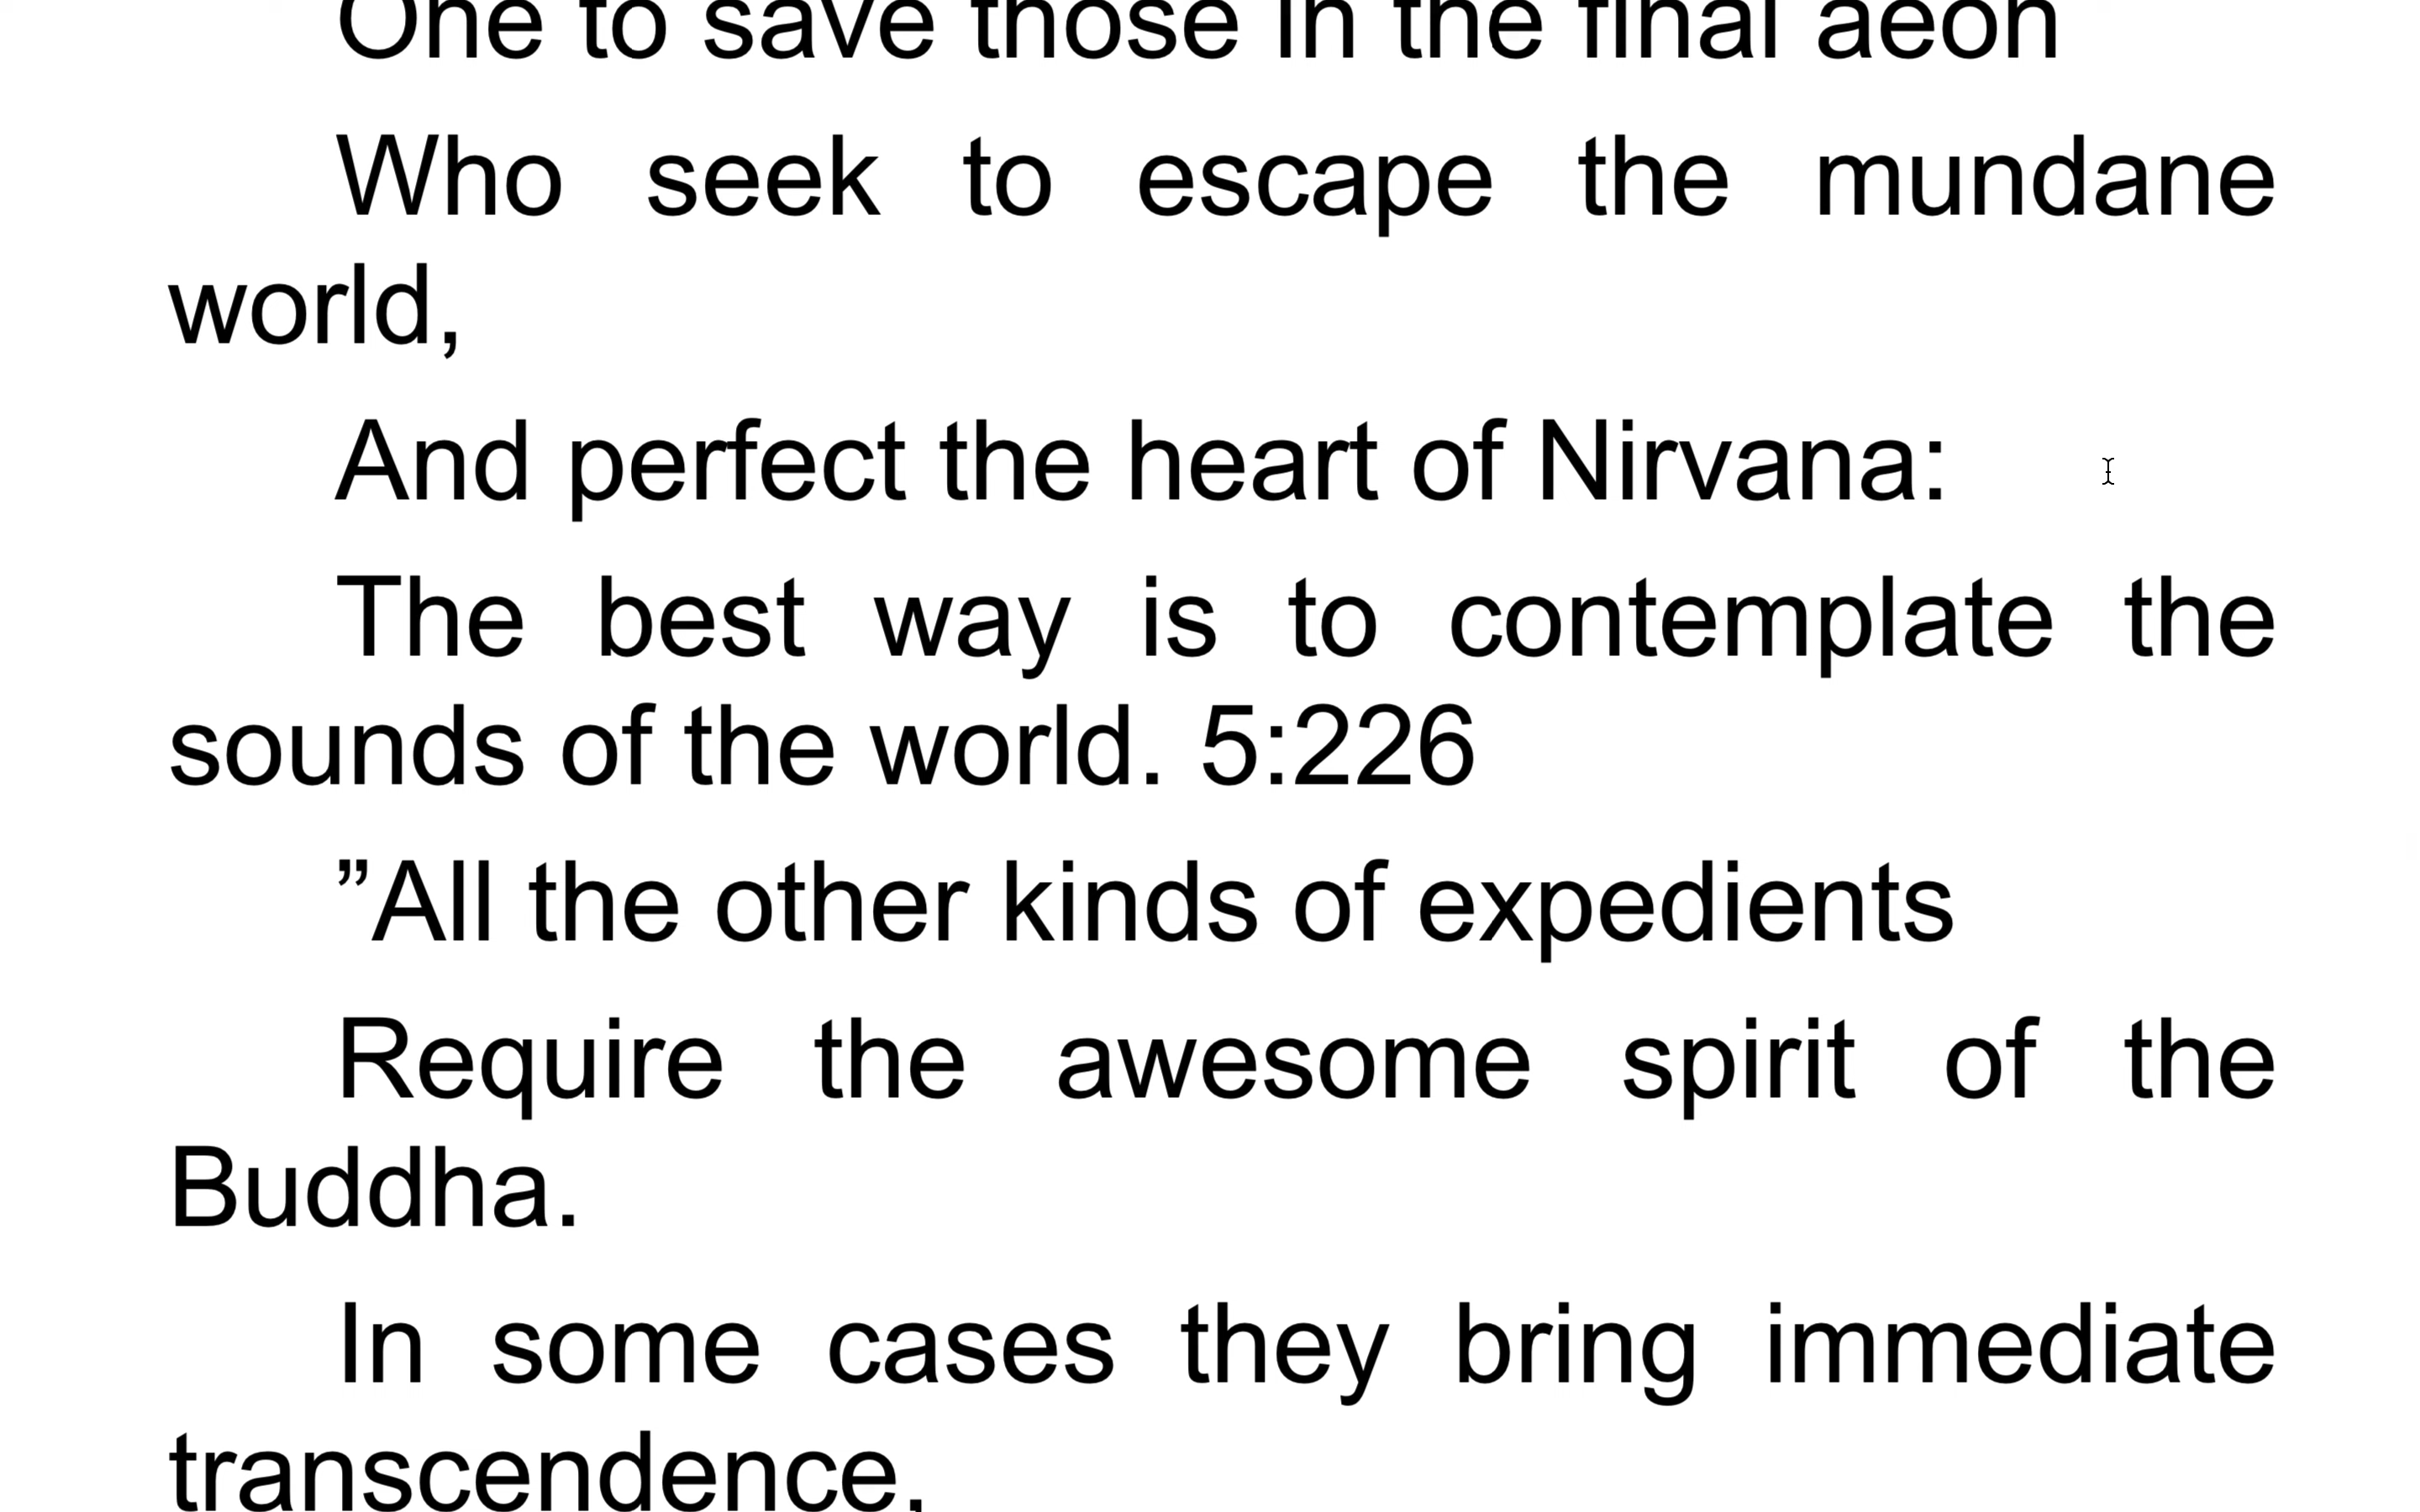 One to save those in the final aeon
Who seek to escape the mundane
world,
And perfect the heart of Nirvana:
The best way is to contemplate the
sounds of the world. 5:226
”All the other kinds of expedients
Require the awesome spirit of the
Buddha.
In some cases they bring immediate
transcendence,